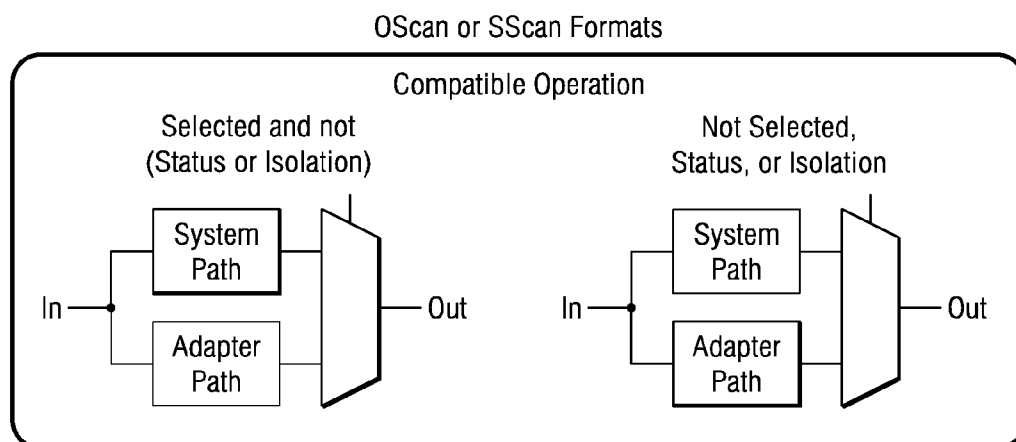 OScan or SScan Formats
Compatible Operation
Selected and not
(Status or Isolation)
System
Path
In
Out
Adapter
Path
Not Selected,
Status, or Isolation
System
Path
In
Out
Adapter
Path